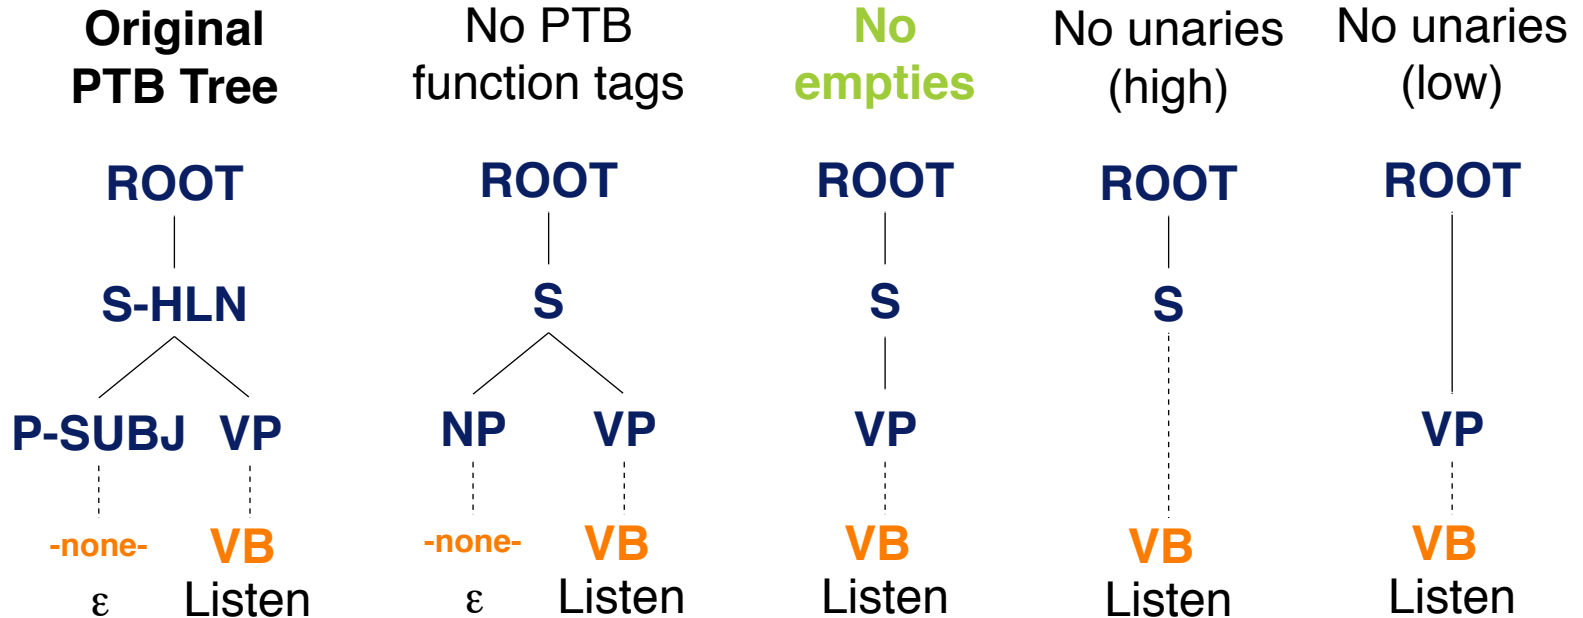 Original
PTB Tree
No PTB
function tags
No
empties
No unaries
(high)
No unaries
(low)
ROOT
S-HLN
P-SUBJ VP
-none- VB
ε Listen
ROOT
S
NP VP
-none- VB
ε Listen
ROOT
S
VP
VB
Listen
ROOT
S
VB
Listen
ROOT
VP
VB
Listen